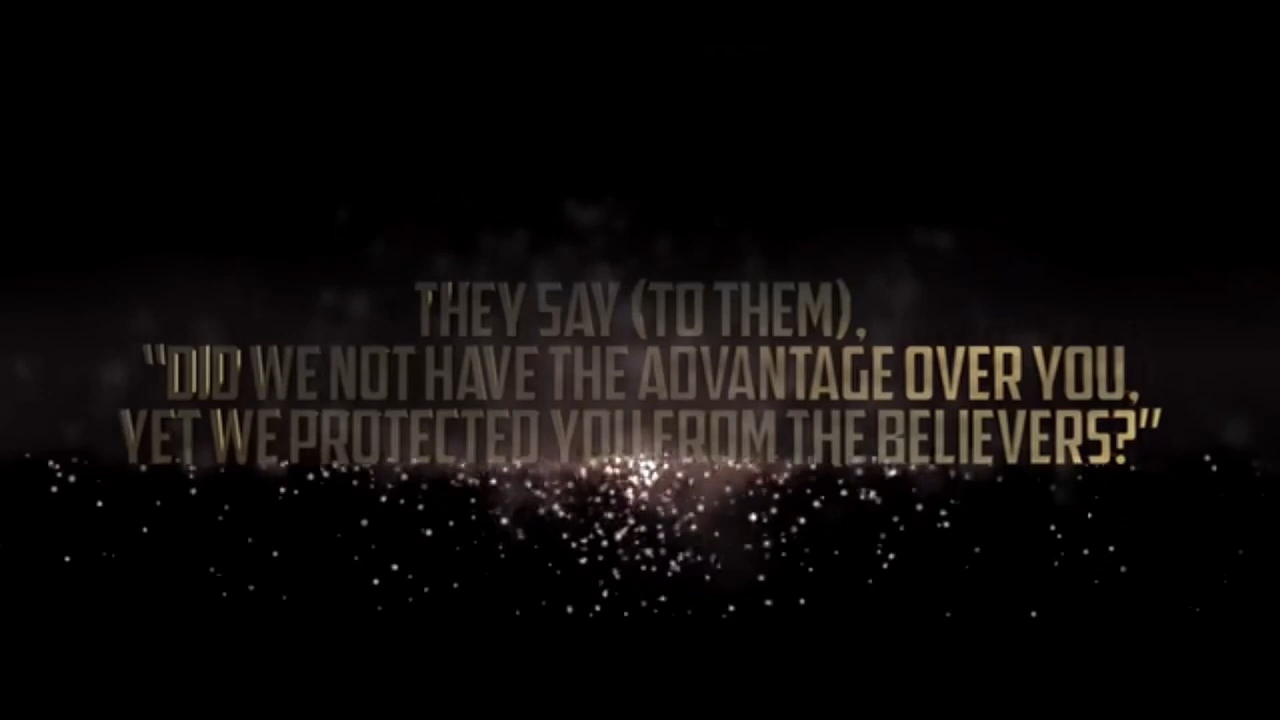 THEY SAY (TO THEM),
“DID WE NOT HAVE THE ADVANTAGE OVER YOU,
YET WE PROTECTED YOU FROM THE BELIEVERS?”